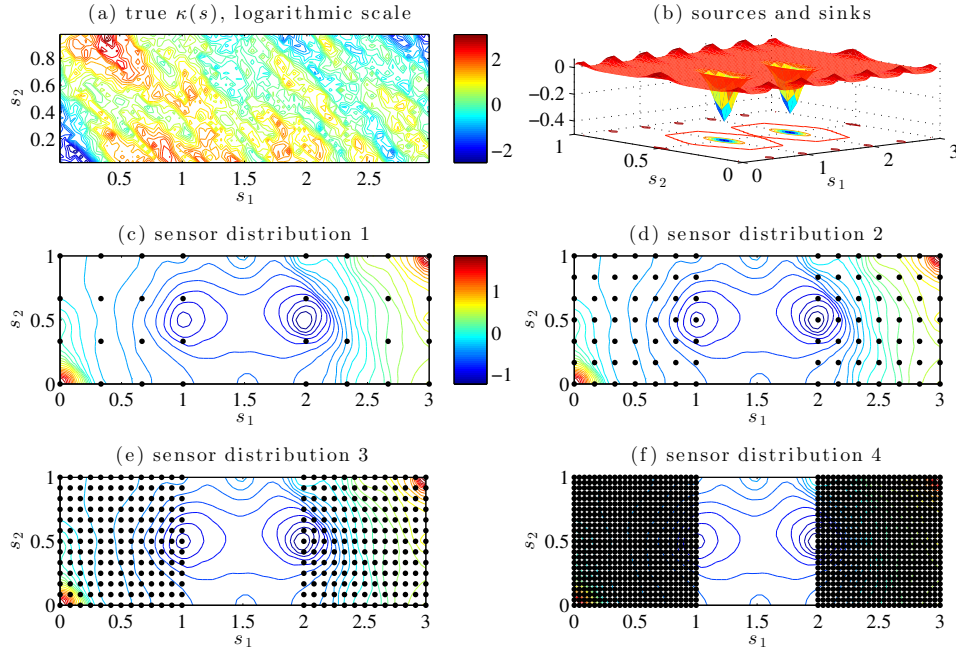 (a) true κ(s), logarithmic scale
0.8
0.6
0.4
0.2
s₂
0.5 1 1.5 2 2.5
s₁
2
1
0
−1
−2
(b) sources and sinks
0
−0.2
−0.4
1
0.5
0
s₂
0
1
2
3
s₁
(c) sensor distribution 1
1
0.5
0
s₂
0 0.5 1 1.5 2 2.5 3
s₁
1
0
−1
(d) sensor distribution 2
1
0.5
0
s₂
0 0.5 1 1.5 2 2.5 3
s₁
(e) sensor distribution 3
1
0.5
0
s₂
0 0.5 1 1.5 2 2.5 3
s₁
(f) sensor distribution 4
1
0.5
0
s₂
0 0.5 1 1.5 2 2.5 3
s₁